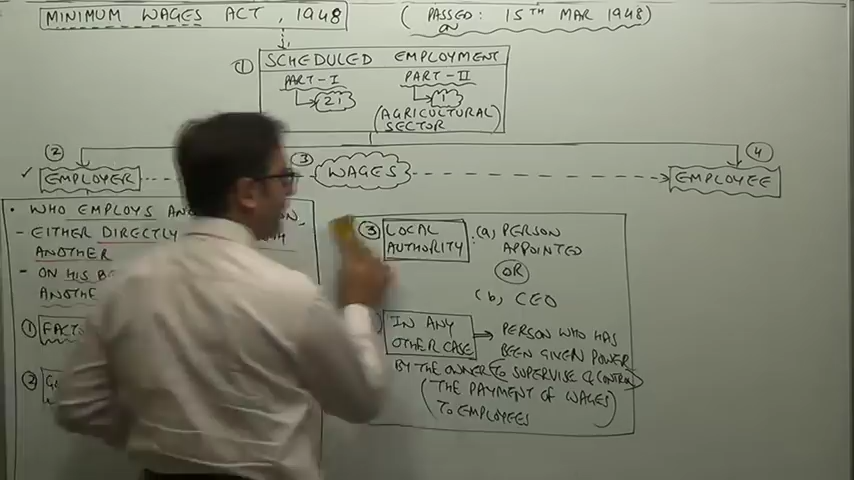 MINIMUM WAGES ACT, 1948
(PASSED: 15TH MAR 1948)
ON
① SCHEDULED EMPLOYMENT
PART-I PART-II
21 1
(AGRICULTURAL
SECTOR)
② ③ ④
✓ EMPLOYER WAGES EMPLOYEE
• WHO EMPLOYS
- EITHER DIRECTLY
ANOTHER
- ON HIS
① 
② 
③ LOCAL
AUTHORITY : (a) PERSON
APPOINTED
OR
(b) CEO
IN ANY
OTHER CASE → PERSON WHO HAS
BEEN GIVEN POWER
BY THE OWNER TO SUPERVISE & CONTROL
(THE PAYMENT OF WAGES
TO EMPLOYEES)